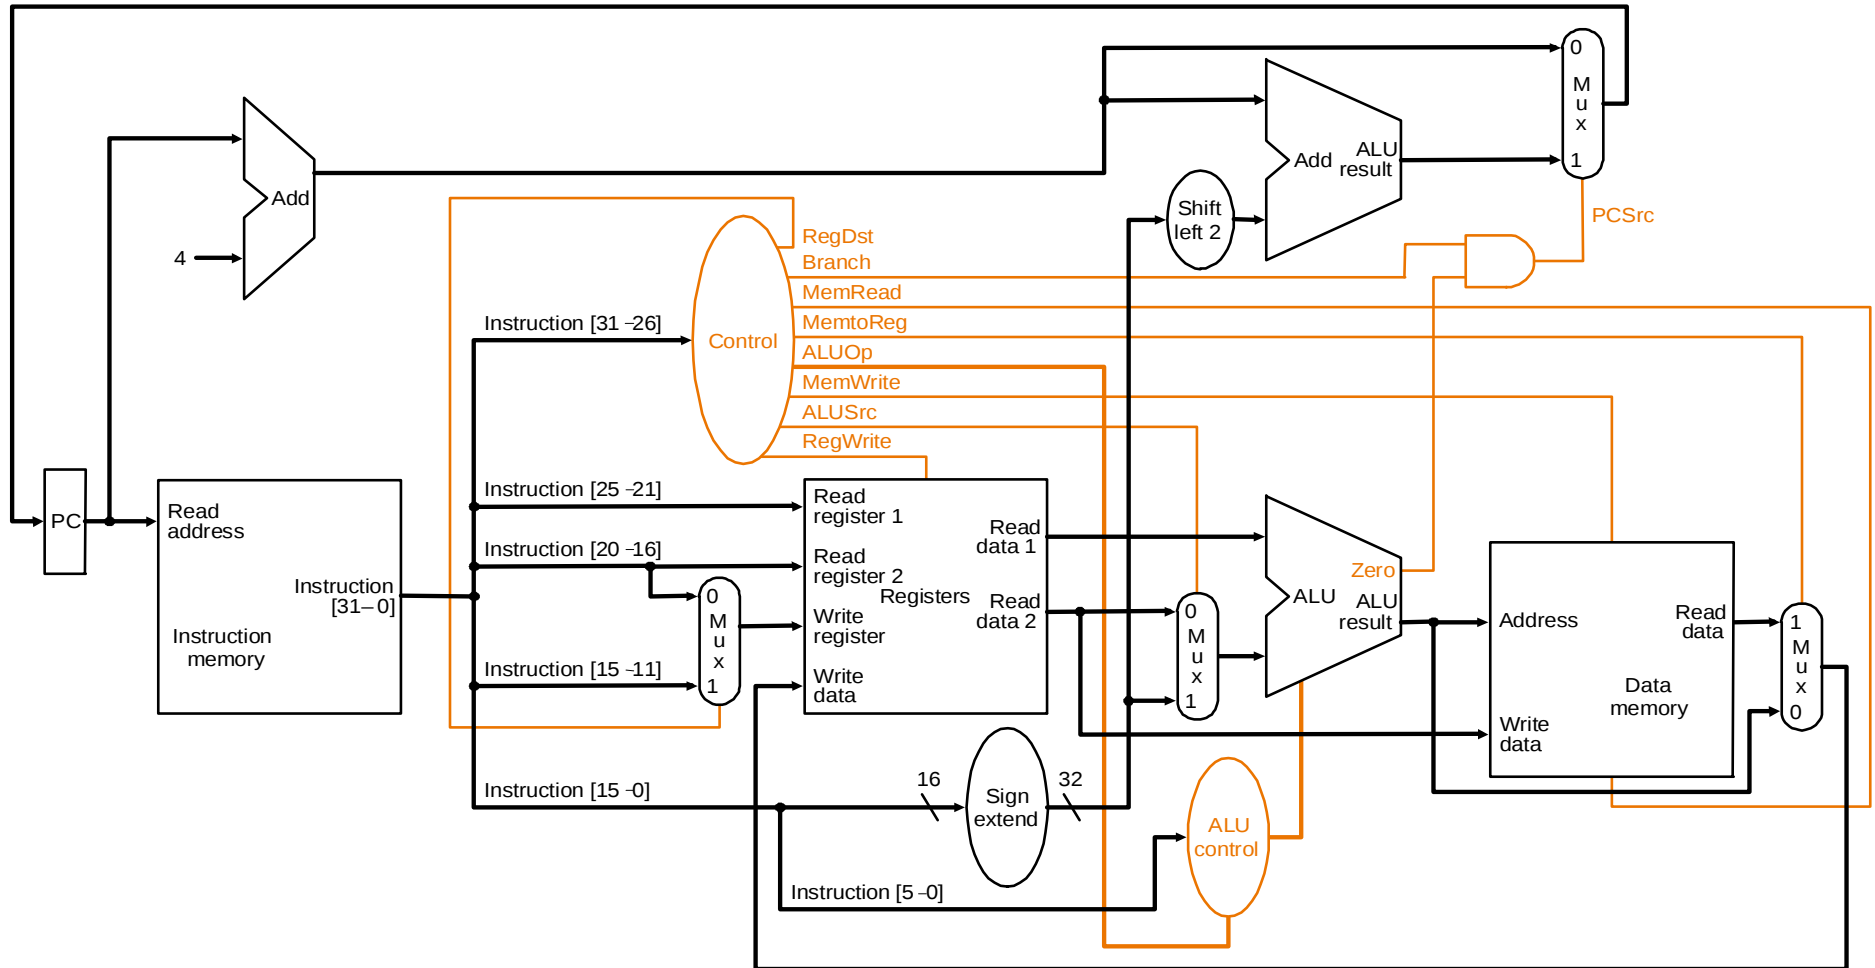 0
M
u
x
1
Add
ALU
result
Shift
left 2
PCSrc
Add
4
RegDst
Branch
MemRead
MemtoReg
ALUOp
MemWrite
ALUSrc
RegWrite
Control
Instruction [31–26]
Instruction [25–21]
Instruction [20–16]
Instruction [15–11]
Instruction [15–0]
Instruction [5–0]
PC
Read
address
Instruction
[31–0]
Instruction
memory
0
M
u
x
1
Read
register 1
Read
register 2
Write
register
Write
data
Registers
Read
data 1
Read
data 2
0
M
u
x
1
Zero
ALU
ALU
result
Address
Write
data
Read
data
Data
memory
1
M
u
x
0
16
Sign
extend
32
ALU
control